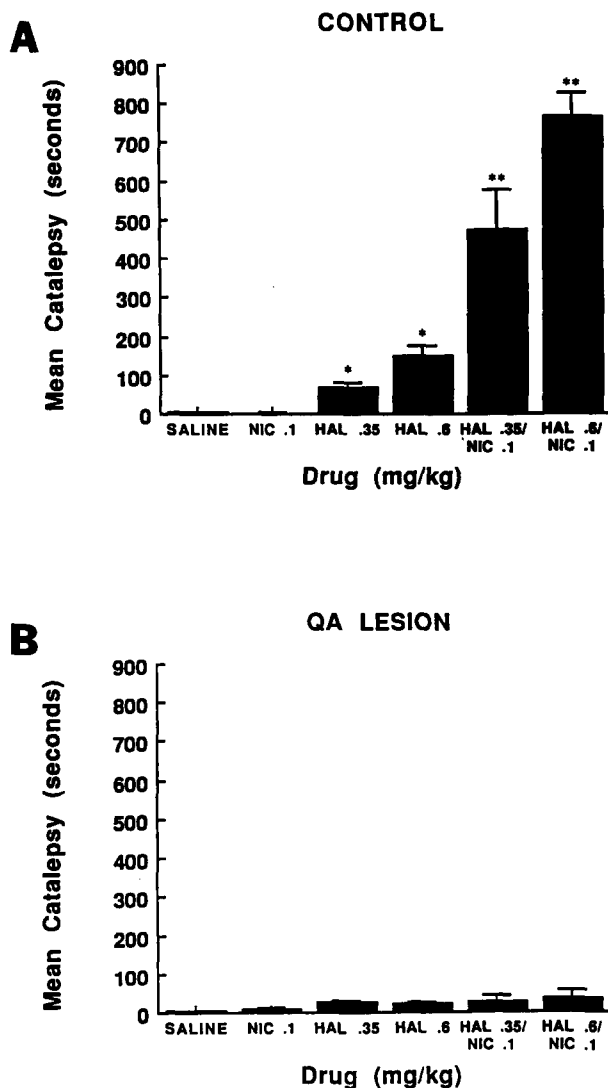 A
CONTROL
Mean Catalepsy (seconds)
900
800
700
600
500
400
300
200
100
0
*
*
**
**
SALINE NIC .1 HAL .35 HAL .6 HAL .35/ HAL .6/
NIC .1 NIC .1
Drug (mg/kg)
B
QA LESION
Mean Catalepsy (seconds)
900
800
700
600
500
400
300
200
100
0
SALINE NIC .1 HAL .35 HAL .6 HAL .35/ HAL .6/
NIC .1 NIC .1
Drug (mg/kg)